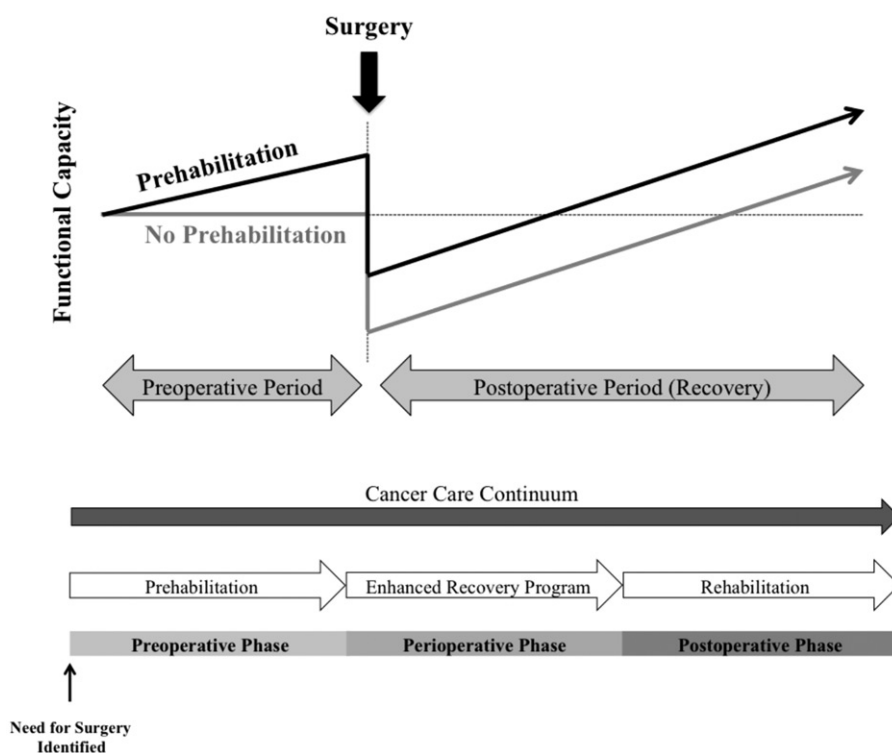 Surgery
Functional Capacity
Prehabilitation
No Prehabilitation
Preoperative Period
Postoperative Period (Recovery)
Cancer Care Continuum
Prehabilitation
Enhanced Recovery Program
Rehabilitation
Preoperative Phase
Perioperative Phase
Postoperative Phase
Need for Surgery
Identified